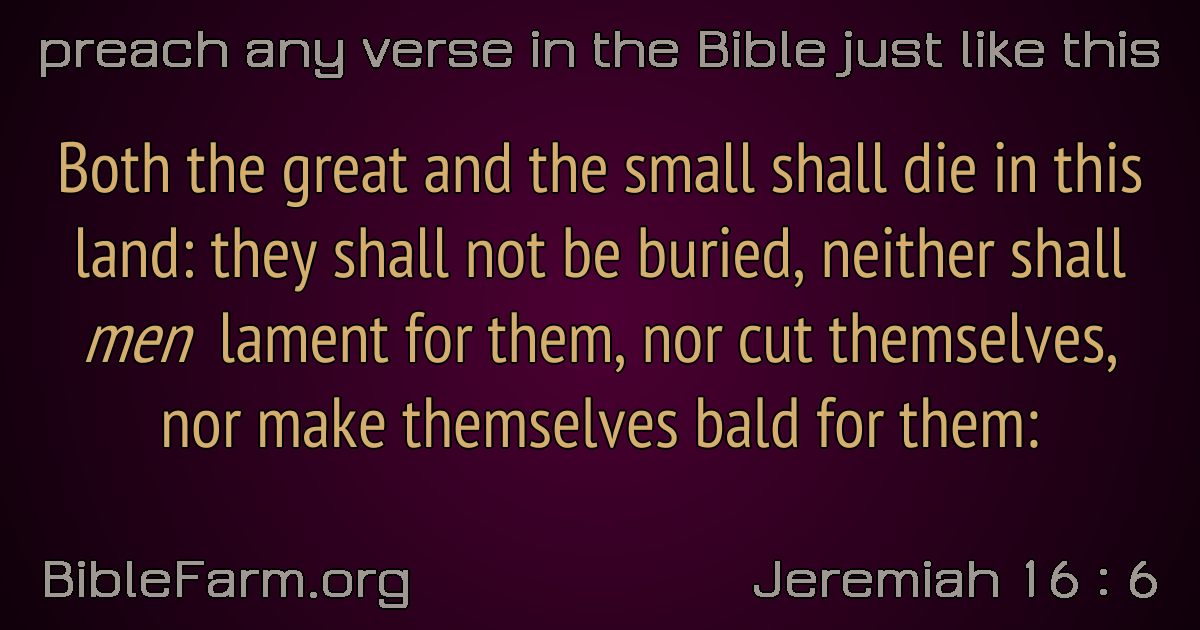 preach any verse in the Bible just like this
Both the great and the small shall die in this
land: they shall not be buried, neither shall
men lament for them, nor cut themselves,
nor make themselves bald for them:
BibleFarm.org
Jeremiah 16 : 6